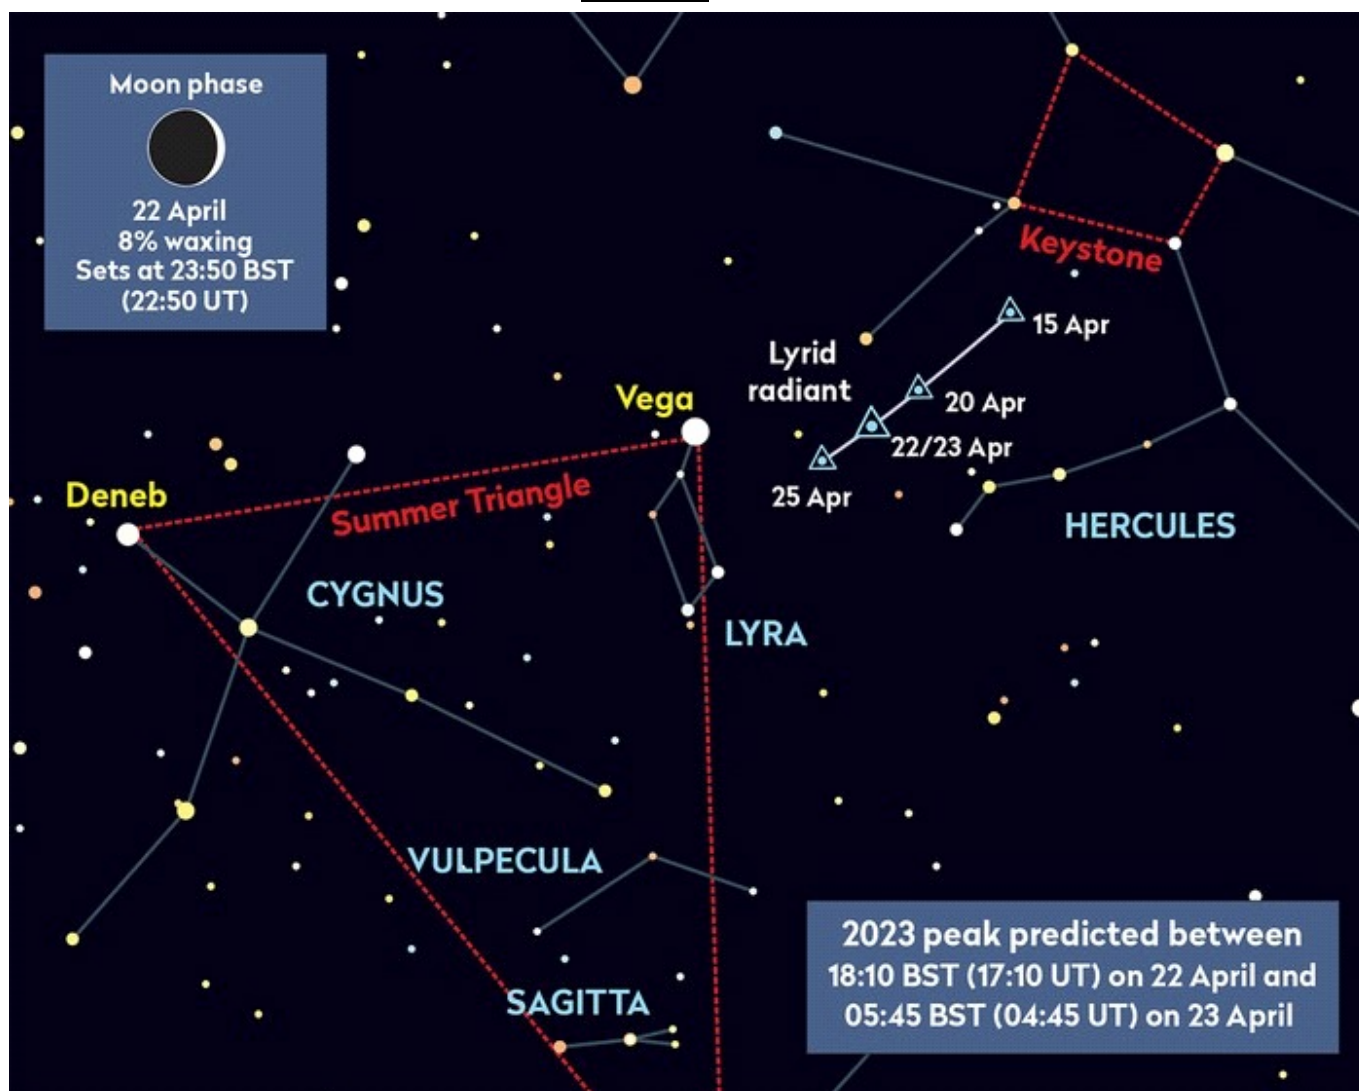 Moon phase
22 April
8% waxing
Sets at 23:50 BST
(22:50 UT)
Keystone
15 Apr
Lyrid
radiant
20 Apr
Vega
22/23 Apr
25 Apr
Deneb
Summer Triangle
HERCULES
CYGNUS
LYRA
VULPECULA
SAGITTA
2023 peak predicted between
18:10 BST (17:10 UT) on 22 April and
05:45 BST (04:45 UT) on 23 April